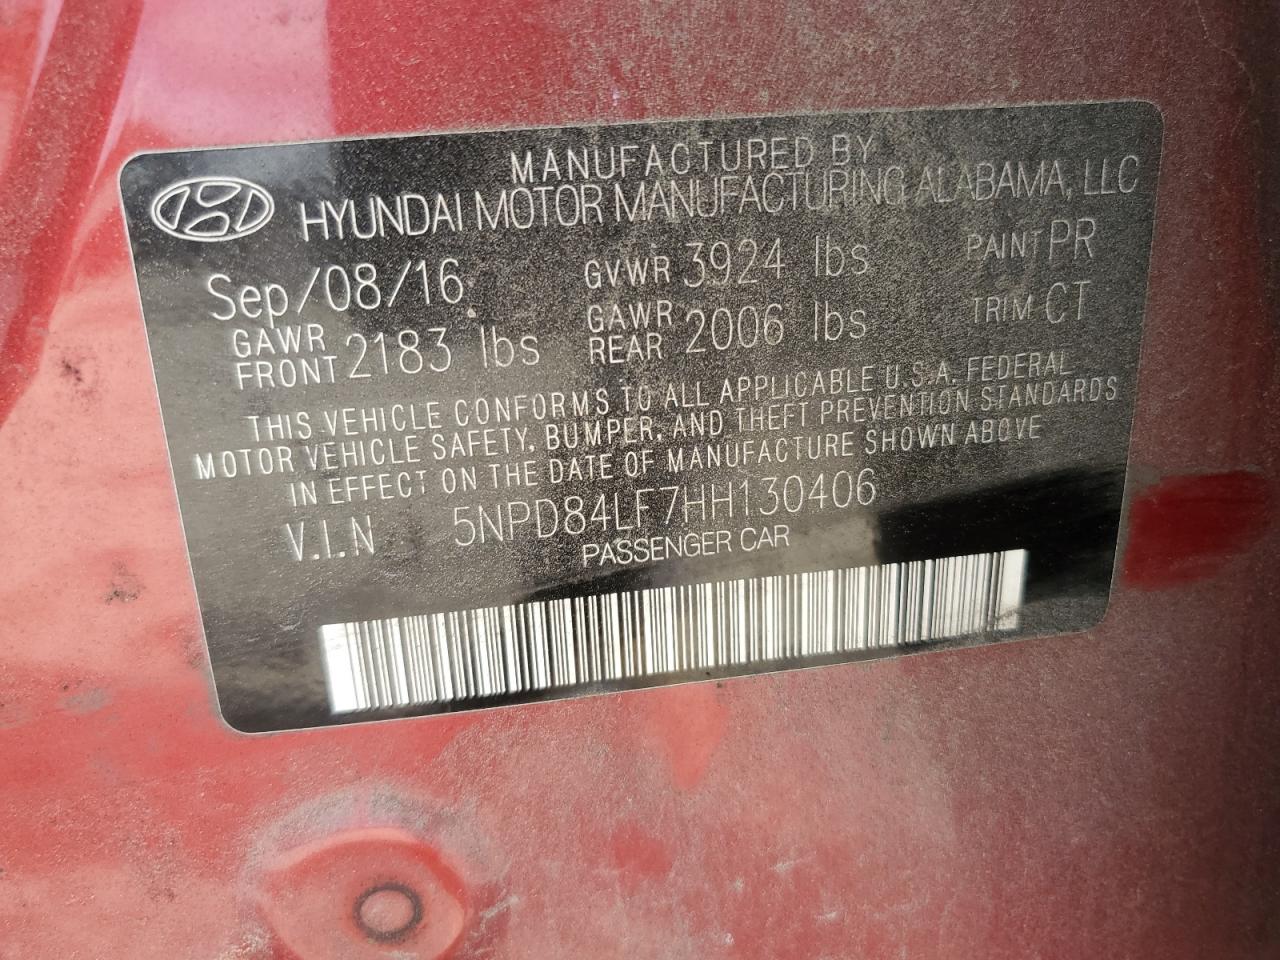 MANUFACTURED BY
HYUNDAI MOTOR MANUFACTURING ALABAMA, LLC
Sep/08/16 GVWR 3924 lbs PAINT PR
GAWR FRONT 2183 lbs GAWR REAR 2006 lbs TRIM CT
THIS VEHICLE CONFORMS TO ALL APPLICABLE U.S.A. FEDERAL
MOTOR VEHICLE SAFETY, BUMPER, AND THEFT PREVENTION STANDARDS
IN EFFECT ON THE DATE OF MANUFACTURE SHOWN ABOVE
V.I.N 5NPD84LF7HH130406
PASSENGER CAR